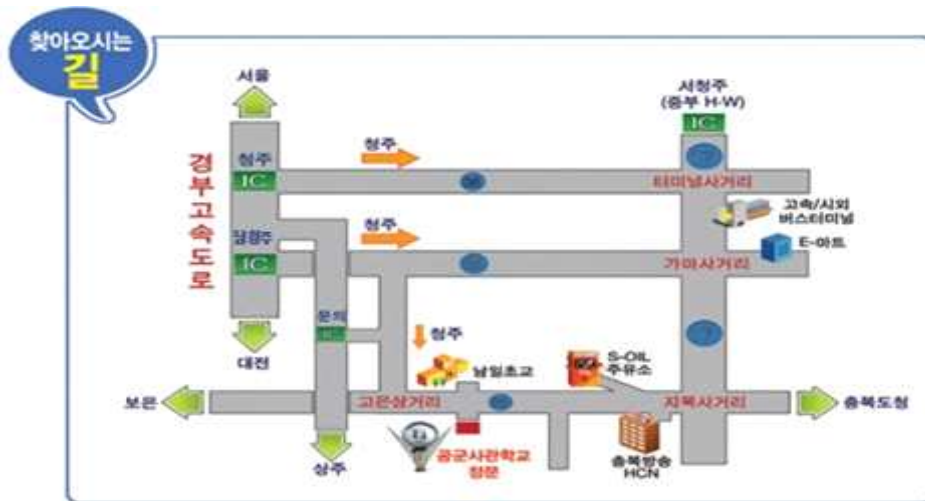 찾아오시는
길
서울
서청주
(중부 H-W)
IC
청주
경부고속도로
청주
IC
터미널사거리
고속/시외
버스터미널
청주
IC
가마사거리
E-마트
문의
청주
대전
남일초교
S-OIL
주유소
보은
고은삼거리
지북사거리
충북도청
상주
공군사관학교
정문
충북방송
HCN